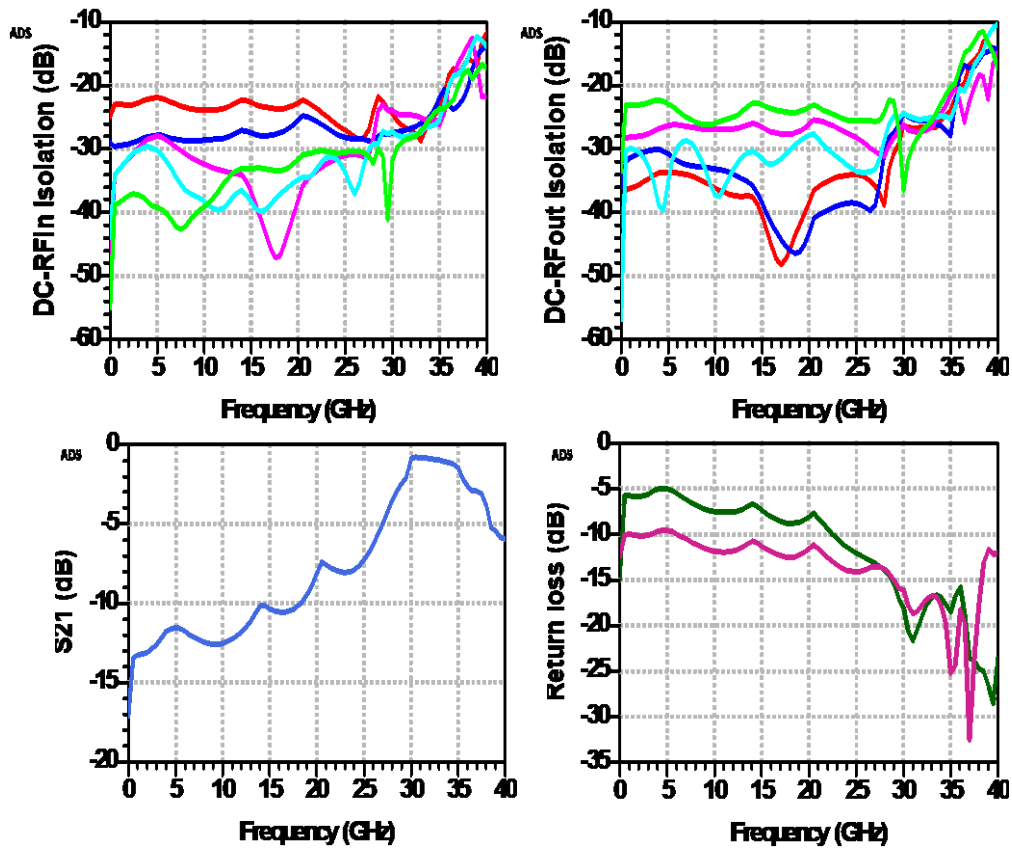 ADS
DC-RFin Isolation (dB)
-10
-20
-30
-40
-50
-60
0 5 10 15 20 25 30 35 40
Frequency (GHz)
ADS
DC-RFout Isolation (dB)
-10
-20
-30
-40
-50
-60
0 5 10 15 20 25 30 35 40
Frequency (GHz)
ADS
S21 (dB)
0
-5
-10
-15
-20
0 5 10 15 20 25 30 35 40
Frequency (GHz)
ADS
Return loss (dB)
0
-5
-10
-15
-20
-25
-30
-35
0 5 10 15 20 25 30 35 40
Frequency (GHz)